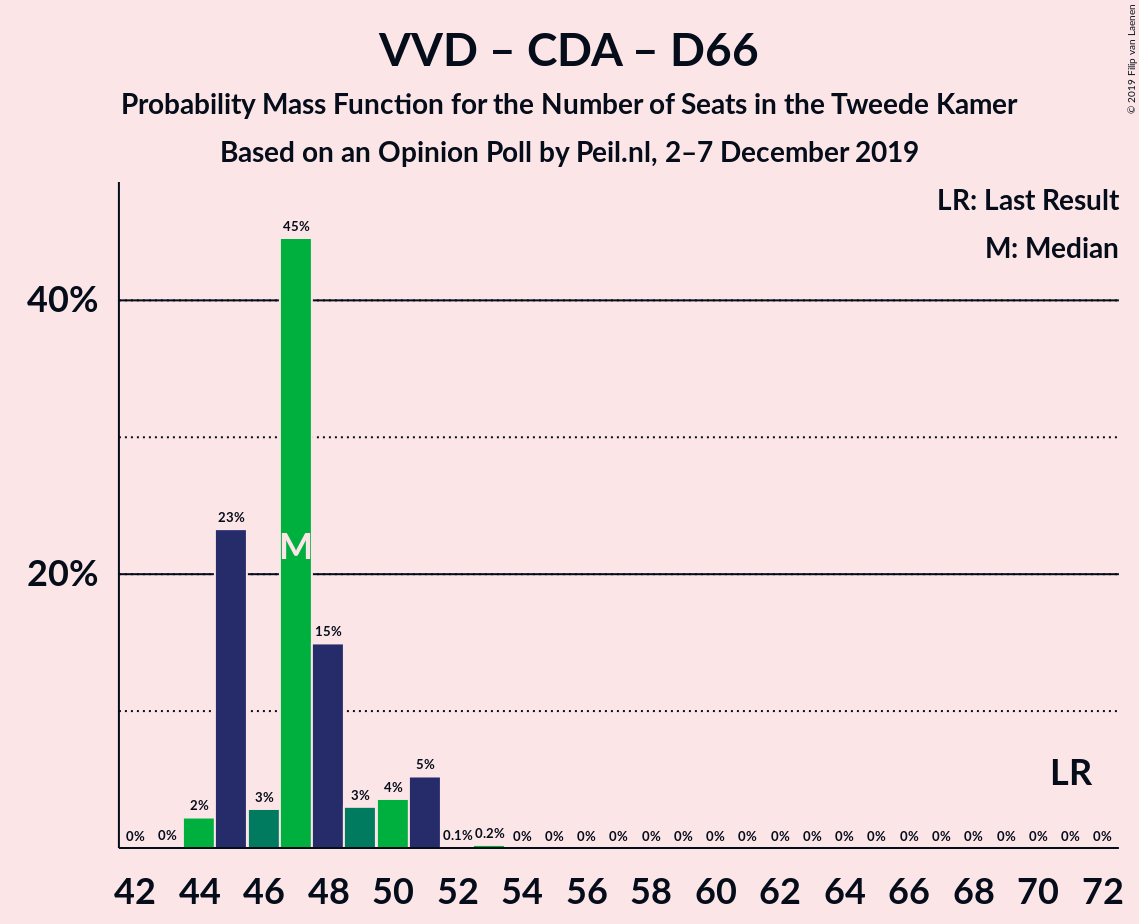 VVD – CDA – D66
Probability Mass Function for the Number of Seats in the Tweede Kamer
Based on an Opinion Poll by Peil.nl, 2–7 December 2019
© 2019 Filip van Laenen
LR: Last Result
M: Median
40%
20%
0% 0% 2% 23% 3% 45% 15% 3% 4% 5% 0.1% 0.2% 0% 0% 0% 0% 0% 0% 0% 0% 0% 0% 0% 0% 0% 0% 0% 0% 0% 0% 0%
M
LR
42 44 46 48 50 52 54 56 58 60 62 64 66 68 70 72